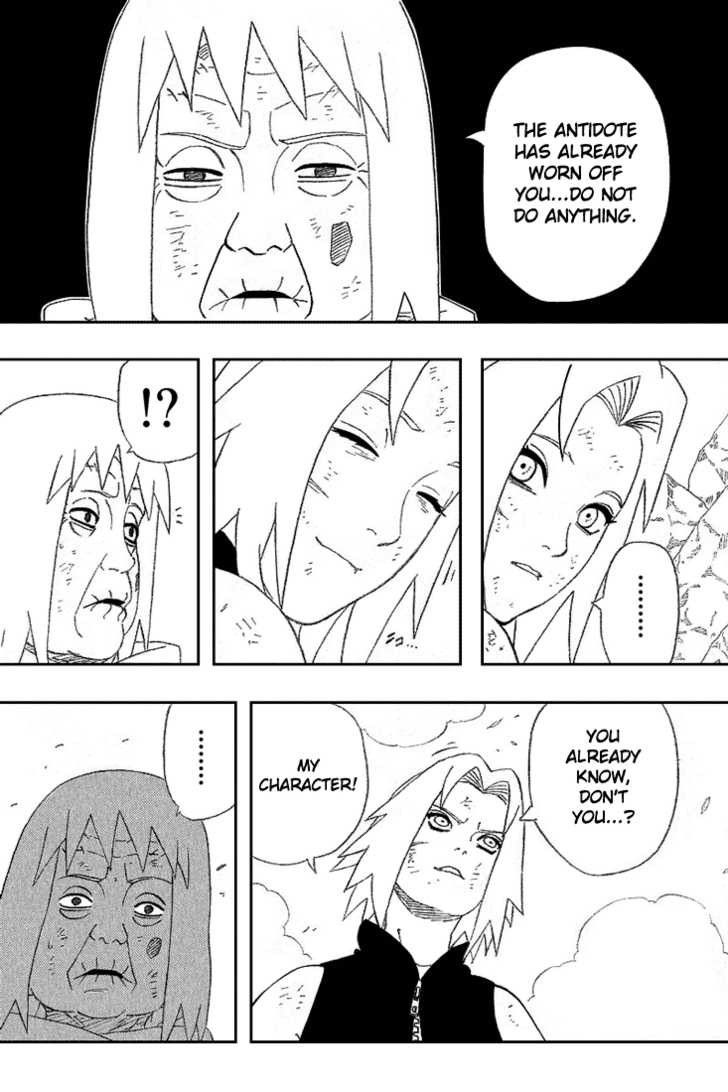 THE ANTIDOTE
HAS ALREADY
WORN OFF
YOU...DO NOT
DO ANYTHING.
........
!?
YOU
ALREADY
KNOW,
DON'T
YOU...?
MY
CHARACTER!
........